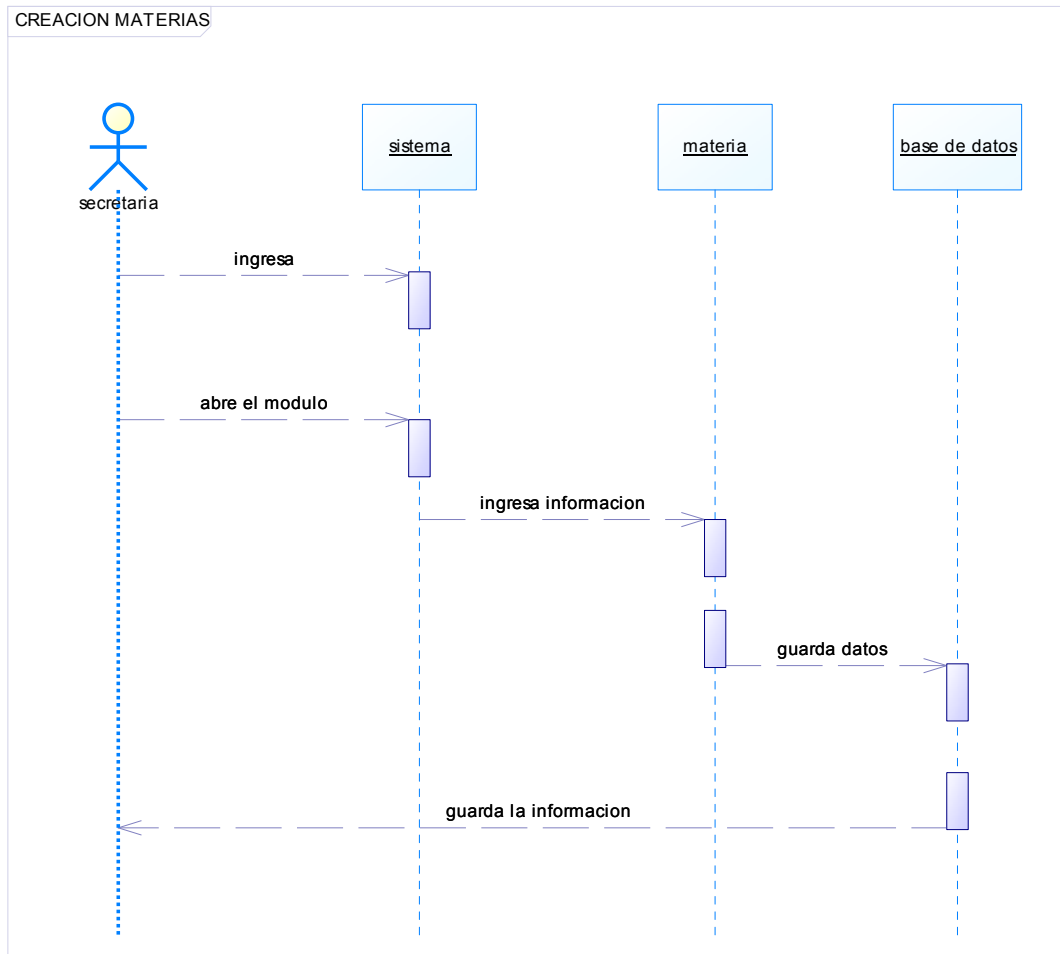 CREACION MATERIAS
sistema
materia
base de datos
secretaria
ingresa
abre el modulo
ingresa informacion
guarda datos
guarda la informacion